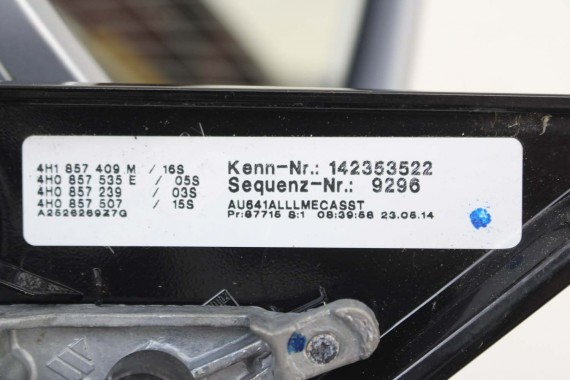 4H1 857 409 M / 16S
4H0 857 535 E / 05S
4H0 857 239 / 03S
4H0 857 507 / 15S
A2526269Z7G
Kenn-Nr.: 142353522
Sequenz-Nr.: 9296
AU641ALLLMECASST
Pr:87715 S:1 08:39:58 23.05.14